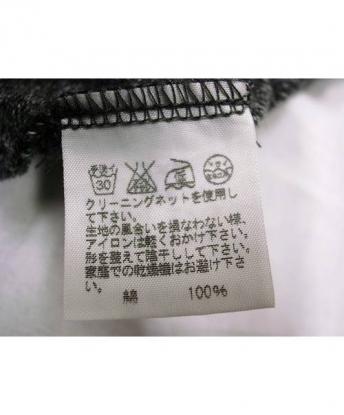 30
クリーニングネットを使用し
て下さい。
生地の風合いを損なわない様、
アイロンは軽くおかけ下さい。
形を整えて陰干しして下さい。
家庭での乾燥機はお避け下さい。
綿 100%